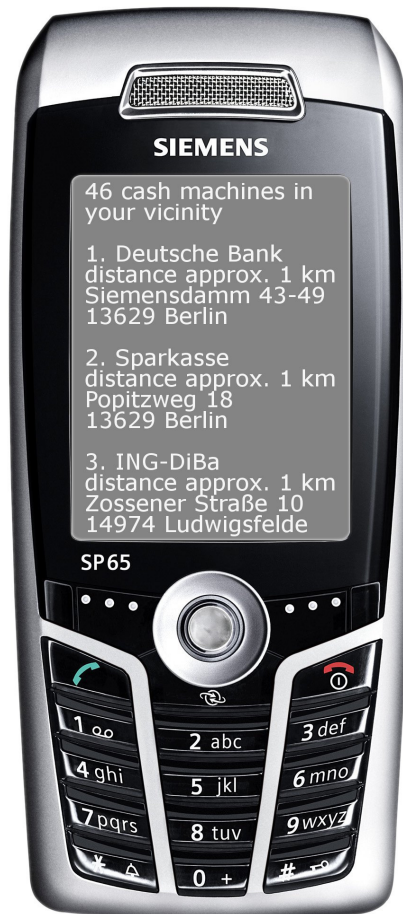 SIEMENS
46 cash machines in
your vicinity
1. Deutsche Bank
distance approx. 1 km
Siemensdamm 43-49
13629 Berlin
2. Sparkasse
distance approx. 1 km
Popitzweg 18
13629 Berlin
3. ING-DiBa
distance approx. 1 km
Zossener Straße 10
14974 Ludwigsfelde
SP65
1 3 def
2 abc
4 ghi 6 mno
5 jkl
7 pqrs 9 wxyz
8 tuv
* #
0 +